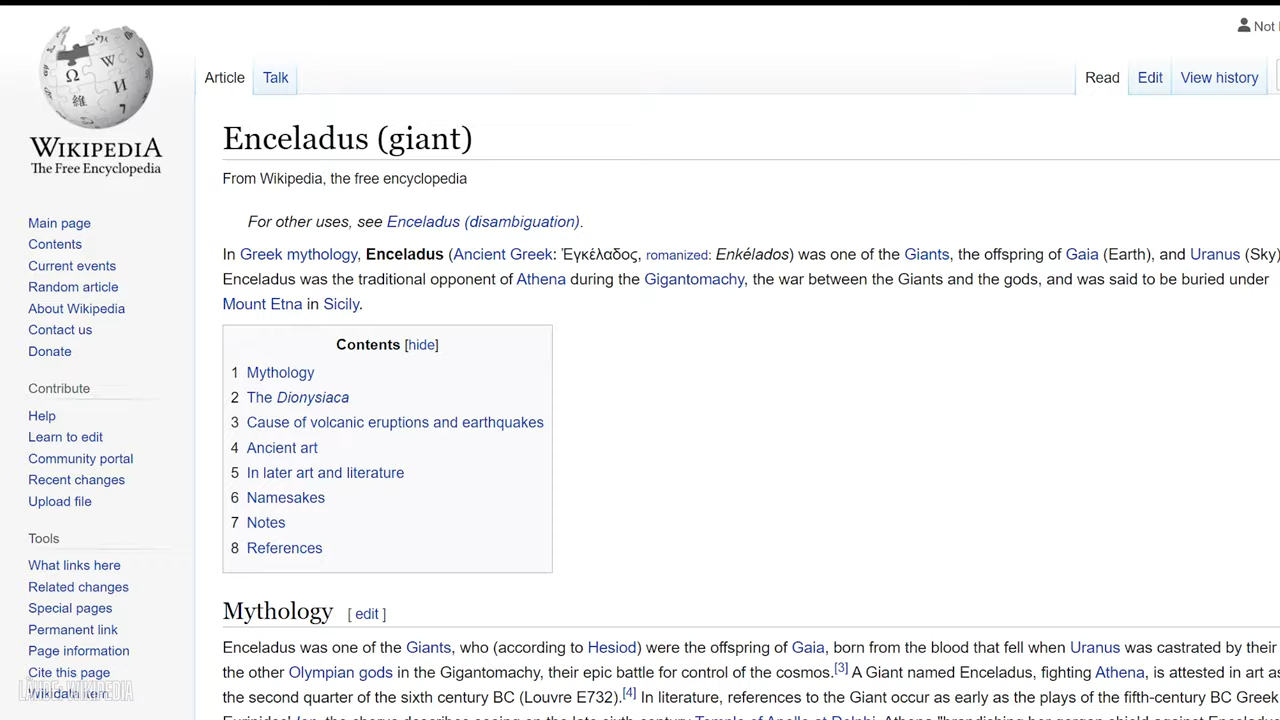 Not
Article Talk Read Edit View history
WIKIPEDIA
The Free Encyclopedia
Enceladus (giant)
From Wikipedia, the free encyclopedia
Main page
Contents
Current events
Random article
About Wikipedia
Contact us
Donate
Contribute
Help
Learn to edit
Community portal
Recent changes
Upload file
Tools
What links here
Related changes
Special pages
Permanent link
Page information
Cite this page
Wikidata item
For other uses, see Enceladus (disambiguation).
In Greek mythology, Enceladus (Ancient Greek: Ἐγκέλαδος, romanized: Enkélados) was one of the Giants, the offspring of Gaia (Earth), and Uranus (Sky)
Enceladus was the traditional opponent of Athena during the Gigantomachy, the war between the Giants and the gods, and was said to be buried under
Mount Etna in Sicily.
Contents [hide]
1 Mythology
2 The Dionysiaca
3 Cause of volcanic eruptions and earthquakes
4 Ancient art
5 In later art and literature
6 Namesakes
7 Notes
8 References
Mythology [ edit ]
Enceladus was one of the Giants, who (according to Hesiod) were the offspring of Gaia, born from the blood that fell when Uranus was castrated by their
the other Olympian gods in the Gigantomachy, their epic battle for control of the cosmos.[3] A Giant named Enceladus, fighting Athena, is attested in art as
the second quarter of the sixth century BC (Louvre E732).[4] In literature, references to the Giant occur as early as the plays of the fifth-century BC Greek